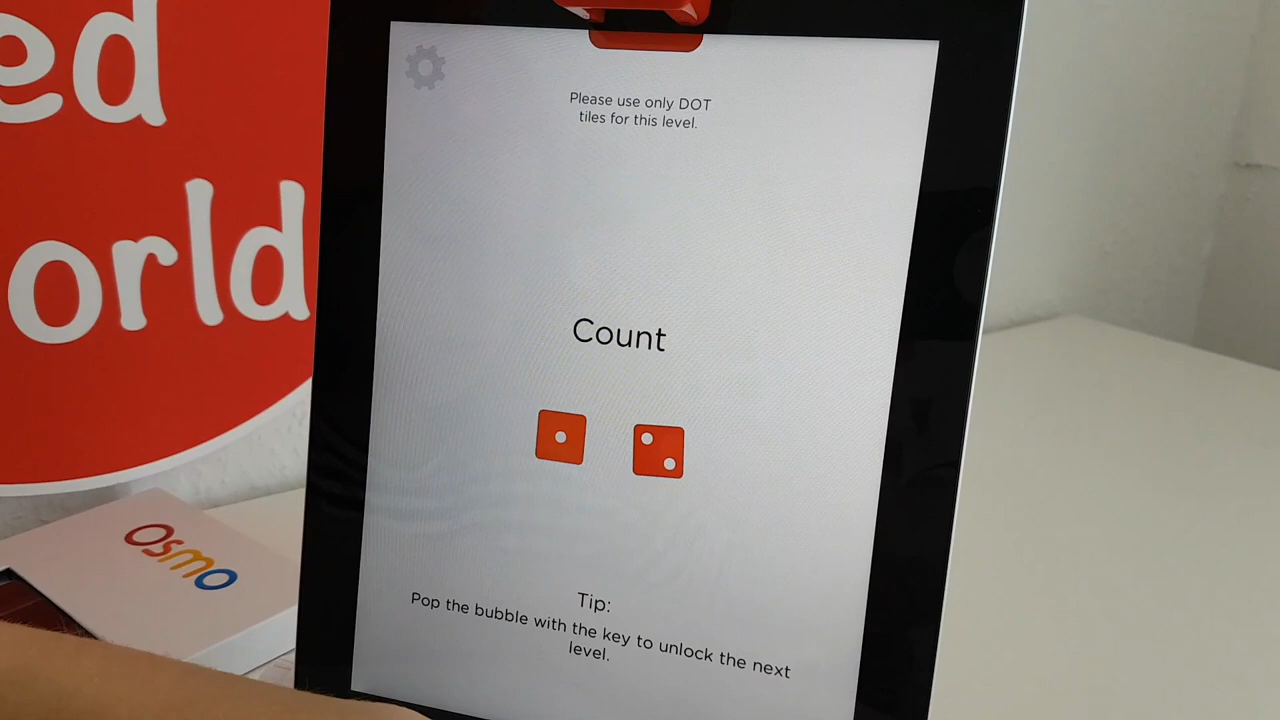 ed
orld
Osmo
Please use only DOT
tiles for this level.
Count
Tip:
Pop the bubble with the key to unlock the next
level.